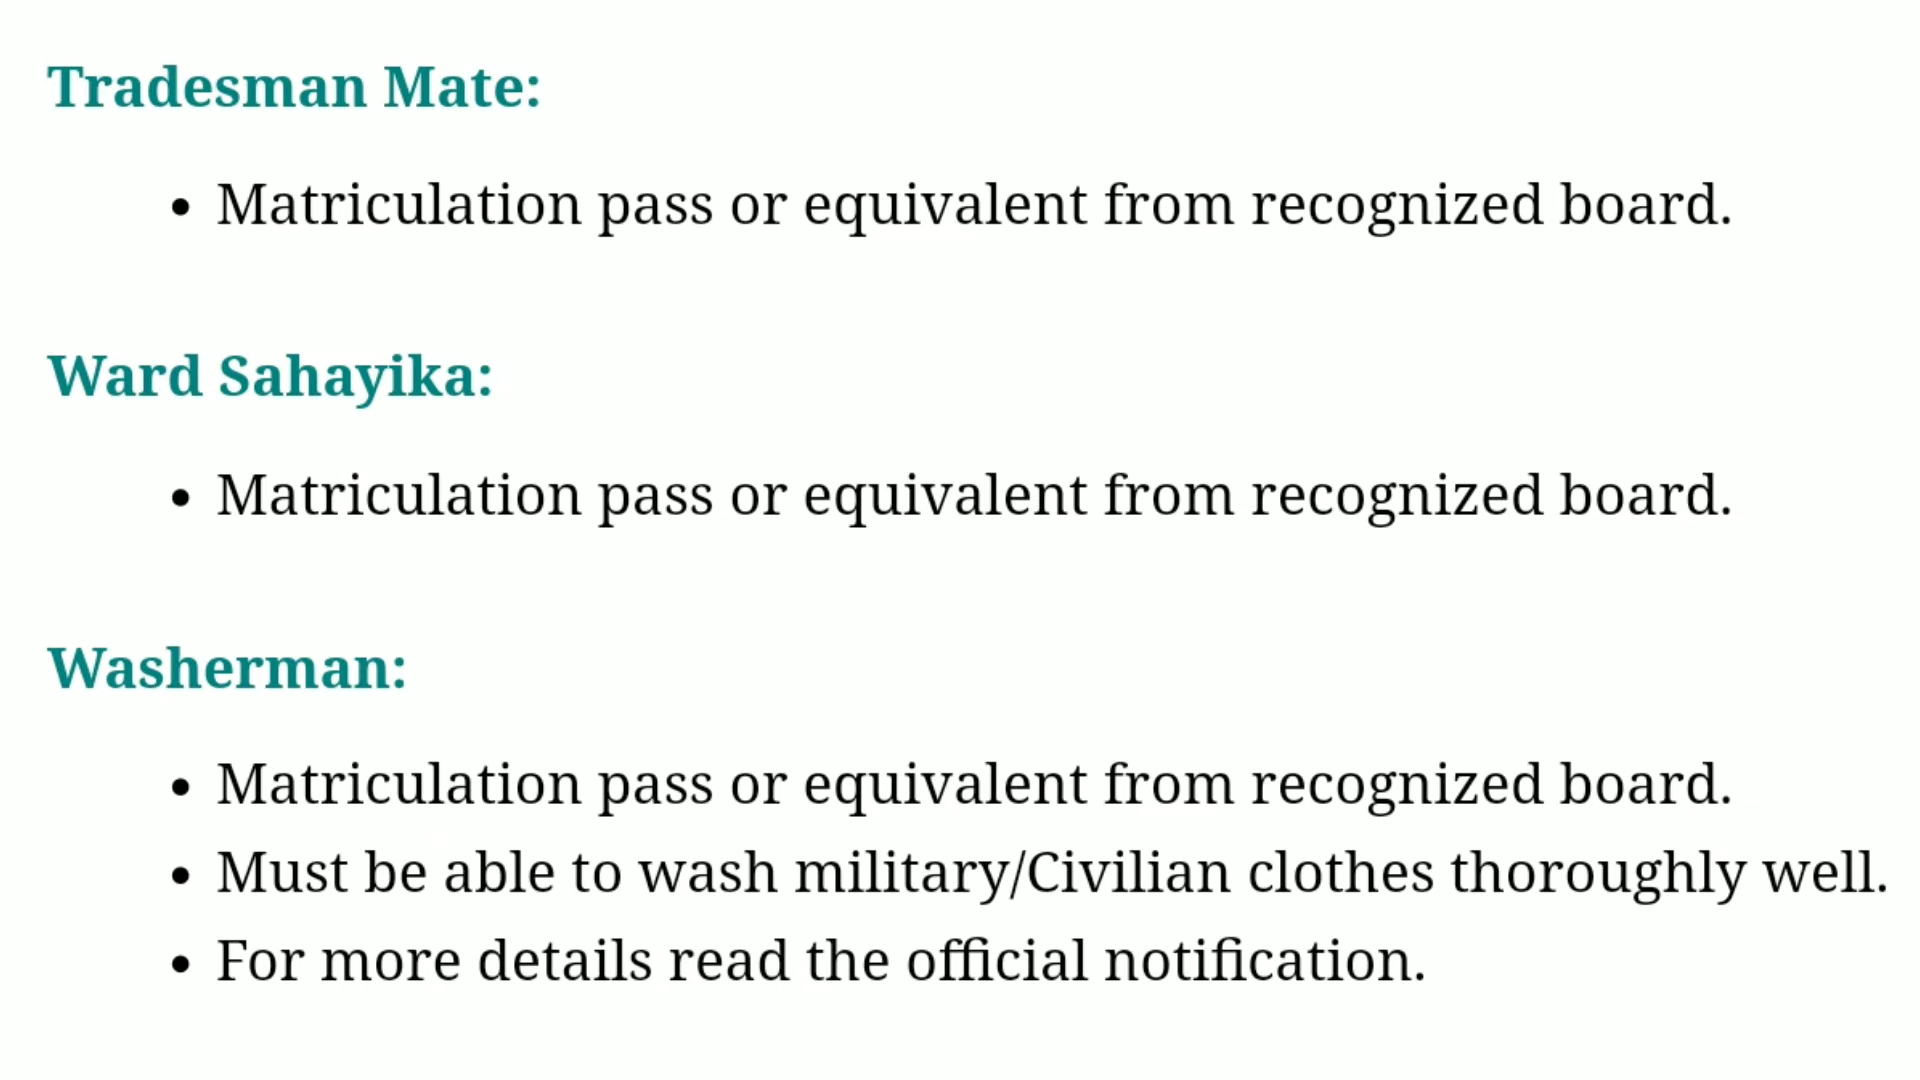 Tradesman Mate:
• Matriculation pass or equivalent from recognized board.
Ward Sahayika:
• Matriculation pass or equivalent from recognized board.
Washerman:
• Matriculation pass or equivalent from recognized board.
• Must be able to wash military/Civilian clothes thoroughly well.
• For more details read the official notification.